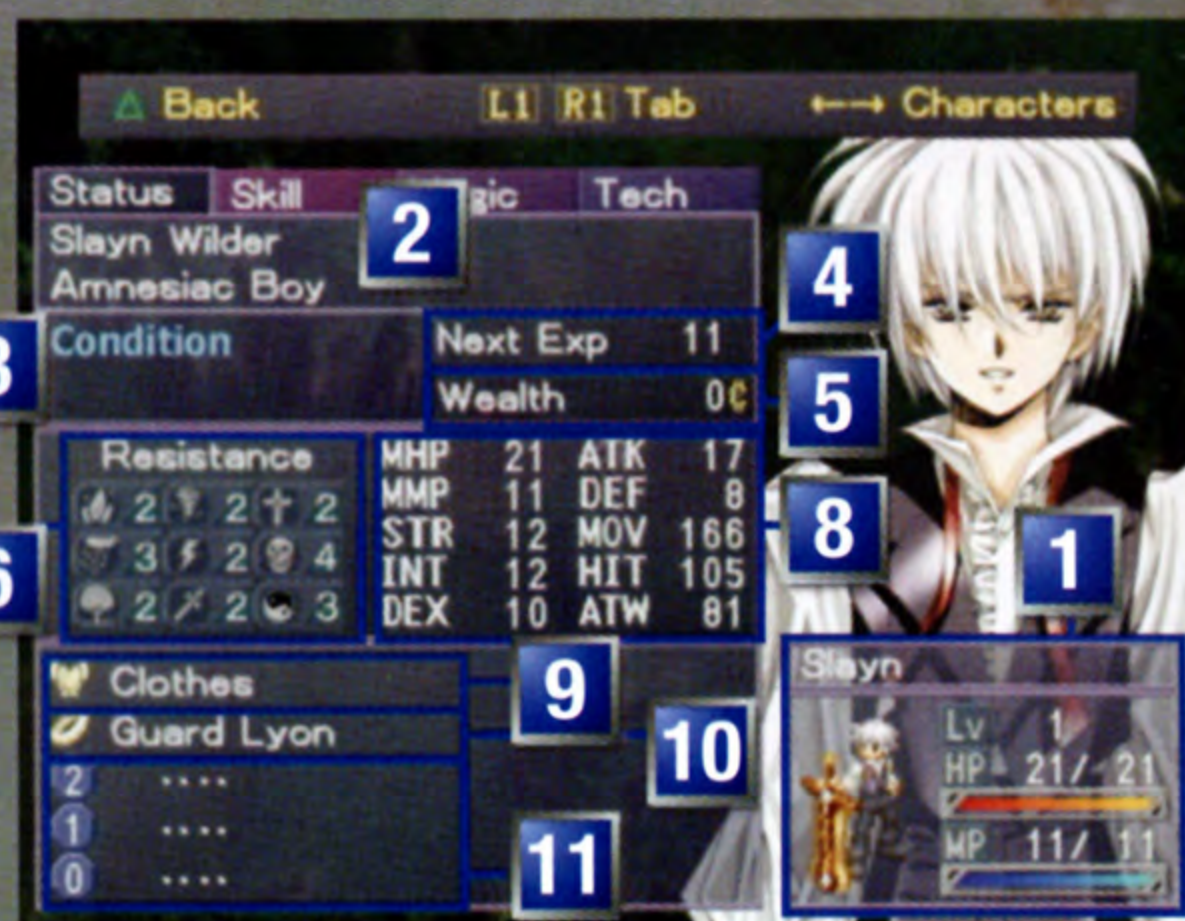 △ Back L1 R1 Tab ←→ Characters
Status Skill gic Tech
2
Slayn Wilder
Amnesiac Boy
4
Condition
Next Exp 11
Wealth 0¢
5
Resistance
2 2 2
3 2 4
2 2 3
MHP 21 ATK 17
MMP 11 DEF 8
STR 12 MOV 166
INT 12 HIT 105
DEX 10 ATW 81
8
1
Clothes
Guard Lyon
2 ....
1 ....
0 ....
9
10
11
Slayn
Lv 1
HP 21/ 21
MP 11/ 11